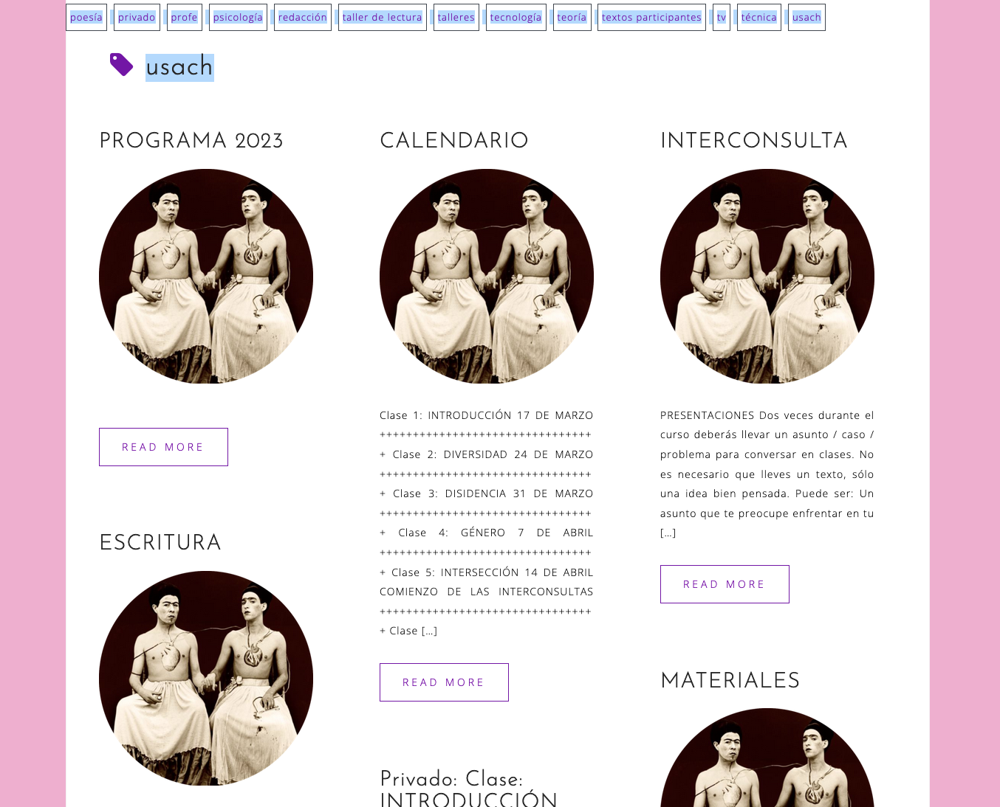 poesía privado profe psicología redacción taller de lectura talleres tecnología teoría textos participantes tv técnica usach
usach
PROGRAMA 2023
READ MORE
ESCRITURA
CALENDARIO
Clase 1: INTRODUCCIÓN 17 DE MARZO
++++++++++++++++++++++++++++++++
+ Clase 2: DIVERSIDAD 24 DE MARZO
++++++++++++++++++++++++++++++++
+ Clase 3: DISIDENCIA 31 DE MARZO
++++++++++++++++++++++++++++++++
+ Clase 4: GÉNERO 7 DE ABRIL
++++++++++++++++++++++++++++++++
+ Clase 5: INTERSECCIÓN 14 DE ABRIL
COMIENZO DE LAS INTERCONSULTAS
++++++++++++++++++++++++++++++++
+ Clase [...]
READ MORE
Privado: Clase:
INTRODUCCIÓN
INTERCONSULTA
PRESENTACIONES Dos veces durante el
curso deberás llevar un asunto / caso /
problema para conversar en clases. No
es necesario que lleves un texto, sólo
una idea bien pensada. Puede ser: Un
asunto que te preocupe enfrentar en tu
[...]
READ MORE
MATERIALES